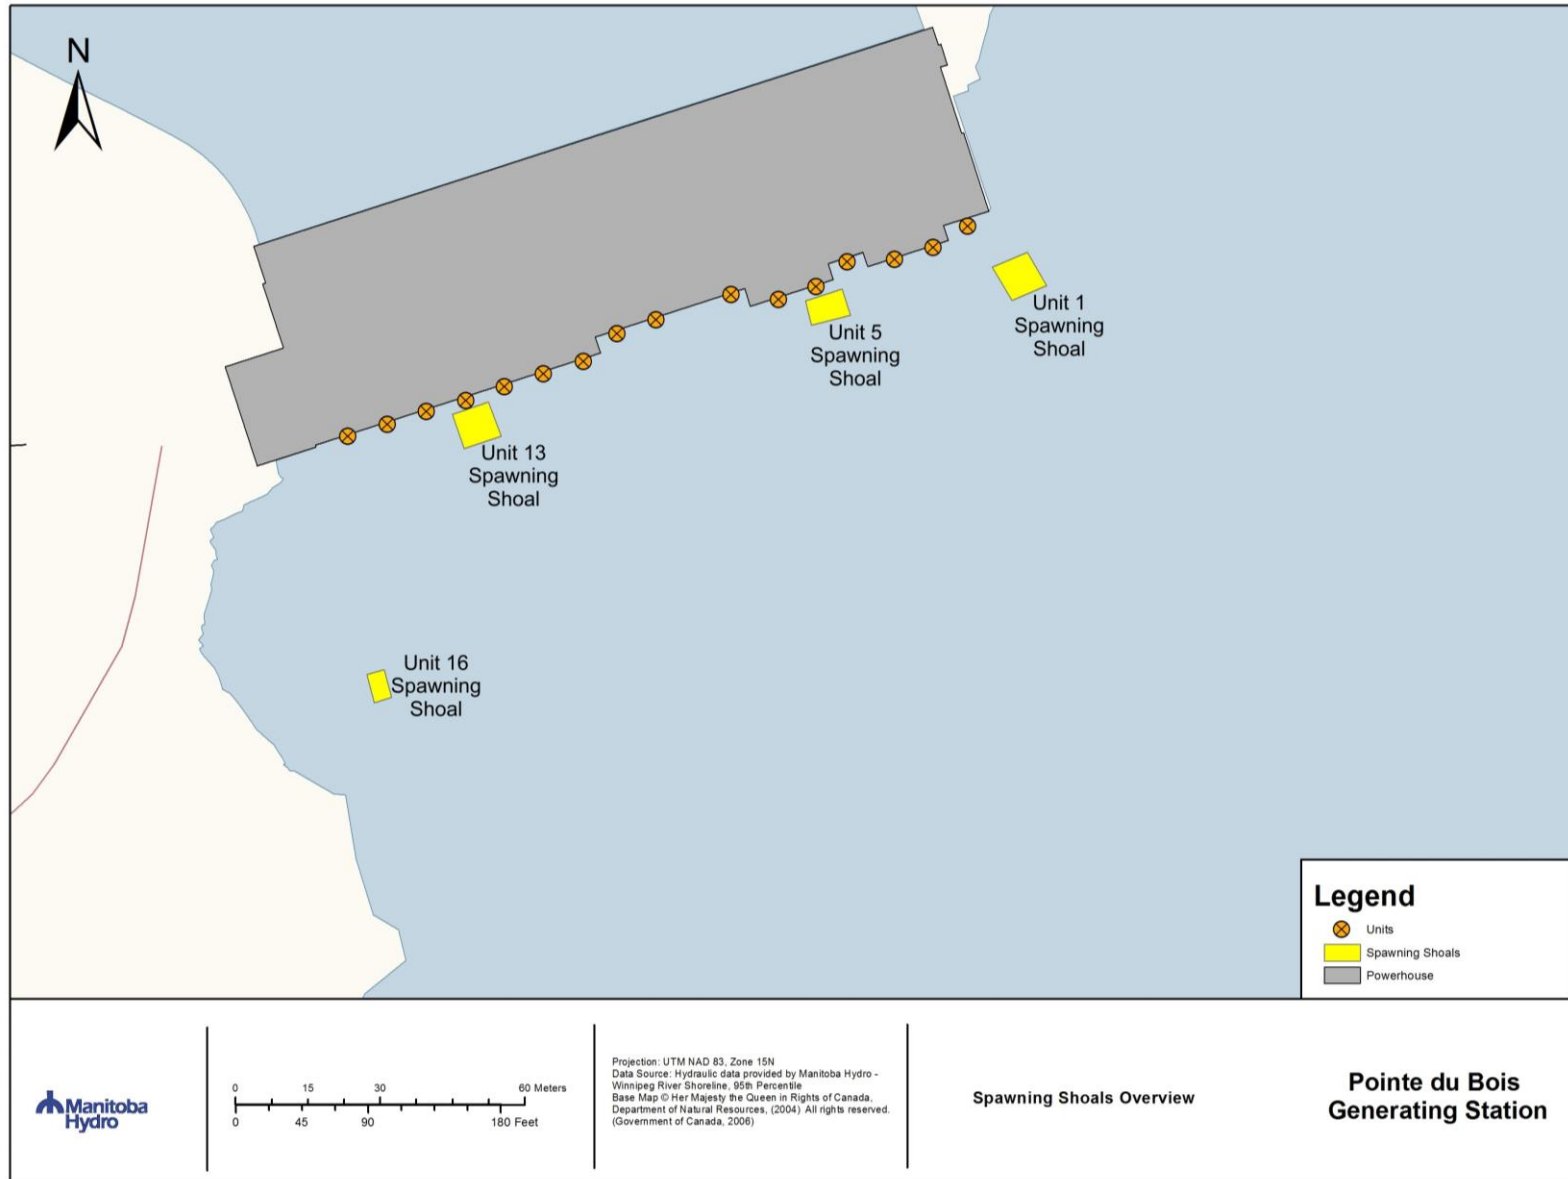 N
Unit 1
Spawning
Shoal
Unit 5
Spawning
Shoal
Unit 13
Spawning
Shoal
Unit 16
Spawning
Shoal
Legend
Units
Spawning Shoals
Powerhouse
Manitoba
Hydro
0 15 30 60 Meters
0 45 90 180 Feet
Projection: UTM NAD 83, Zone 15N
Data Source: Hydraulic data provided by Manitoba Hydro -
Winnipeg River Shoreline, 95th Percentile
Base Map © Her Majesty the Queen in Rights of Canada,
Department of Natural Resources, (2004) All rights reserved.
(Government of Canada, 2006)
Spawning Shoals Overview
Pointe du Bois
Generating Station